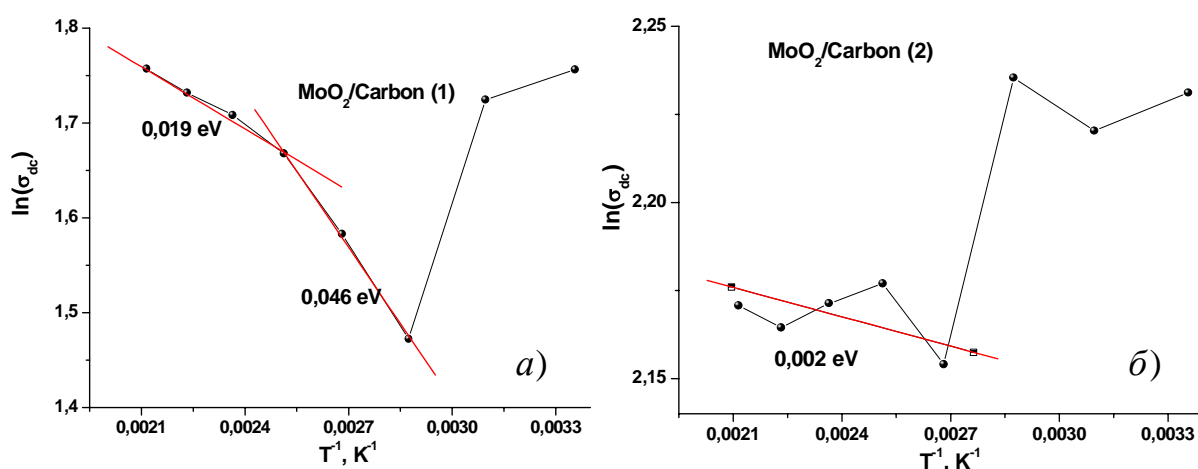 1,8
1,7
1,6
1,5
1,4
ln(σdc)
MoO2/Carbon (1)
0,019 eV
0,046 eV
а)
0,0021 0,0024 0,0027 0,0030 0,0033
T-1, K-1
2,25
2,20
2,15
ln(σdc)
MoO2/Carbon (2)
0,002 eV
б)
0,0021 0,0024 0,0027 0,0030 0,0033
T-1, K-1